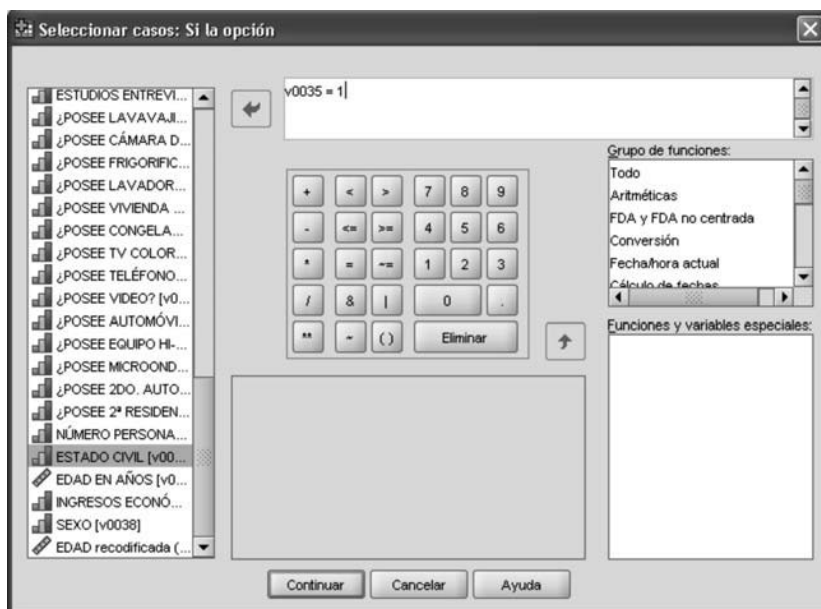 Seleccionar casos: Si la opción
ESTUDIOS ENTREVI...
¿POSEE LAVAVAJI...
¿POSEE CÁMARA D...
¿POSEE FRIGORIFIC...
¿POSEE LAVADOR...
¿POSEE VIVIENDA ...
¿POSEE CONGELA...
¿POSEE TV COLOR...
¿POSEE TELÉFONO...
¿POSEE VIDEO? [v0...
¿POSEE AUTOMÓVI...
¿POSEE EQUIPO HI-...
¿POSEE MICROOND...
¿POSEE 2DO. AUTO...
¿POSEE 2ª RESIDEN...
NÚMERO PERSONA...
ESTADO CIVIL [v00...
EDAD EN AÑOS [v0...
INGRESOS ECONÓ...
SEXO [v0038]
EDAD recodificada (...
v0035 = 1
+ < > 7 8 9
- <= >= 4 5 6
* = ~= 1 2 3
/ & | 0 .
** ~ ( ) Eliminar
Grupo de funciones:
Todo
Aritméticas
FDA y FDA no centrada
Conversión
Fecha/hora actual
Cálculo de fechas
Funciones y variables especiales:
Continuar Cancelar Ayuda